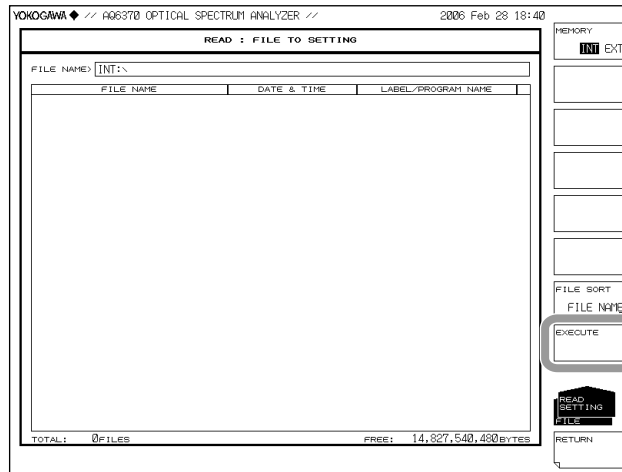 YOKOGAWA ◆ // AQ6370 OPTICAL SPECTRUM ANALYZER // 2006 Feb 28 18:40
READ : FILE TO SETTING
FILE NAME> INT:\
FILE NAME DATE & TIME LABEL/PROGRAM NAME
TOTAL: 0FILES FREE: 14,827,540,480BYTES
MEMORY
INT EXT
FILE SORT
FILE NAME
EXECUTE
READ
SETTING
FILE
RETURN